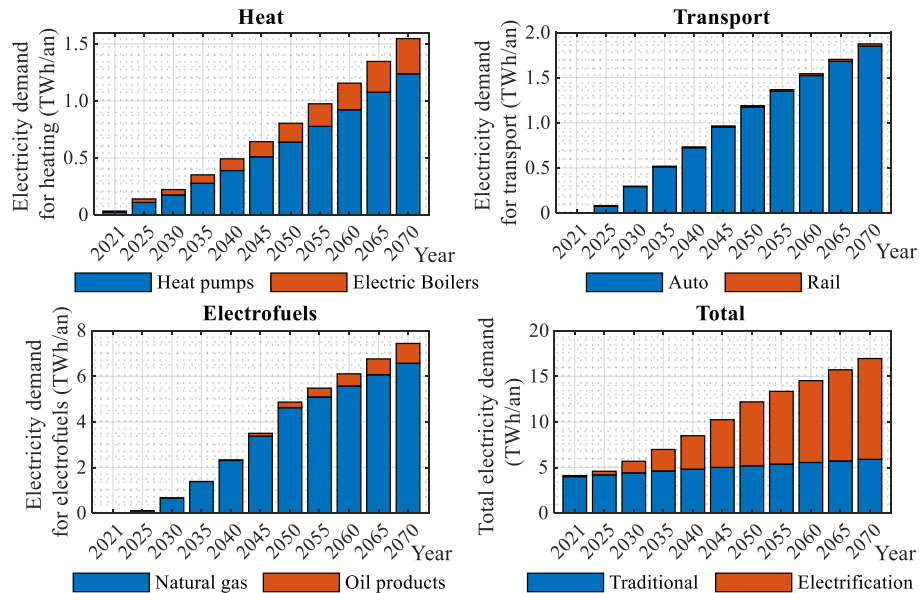 Heat
Electricity demand
for heating (TWh/an)
1.5
1.0
0.5
0
2021 2025 2030 2035 2040 2045 2050 2055 2060 2065 2070
Year
Heat pumps Electric Boilers
Transport
Electricity demand
for transport (TWh/an)
2.0
1.5
1.0
0.5
0
2021 2025 2030 2035 2040 2045 2050 2055 2060 2065 2070
Year
Auto Rail
Electrofuels
Electricity demand
for electrofuels (TWh/an)
8
6
4
2
0
2021 2025 2030 2035 2040 2045 2050 2055 2060 2065 2070
Year
Natural gas Oil products
Total
Total electricity demand
(TWh/an)
20
15
10
5
0
2021 2025 2030 2035 2040 2045 2050 2055 2060 2065 2070
Year
Traditional Electrification